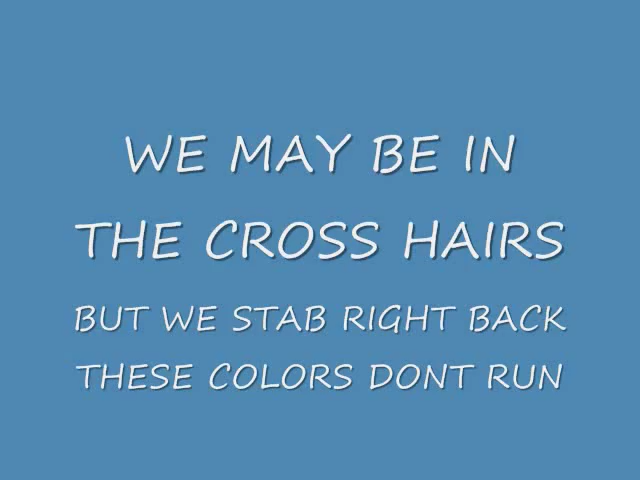 WE MAY BE IN
THE CROSS HAIRS
BUT WE STAB RIGHT BACK
THESE COLORS DONT RUN